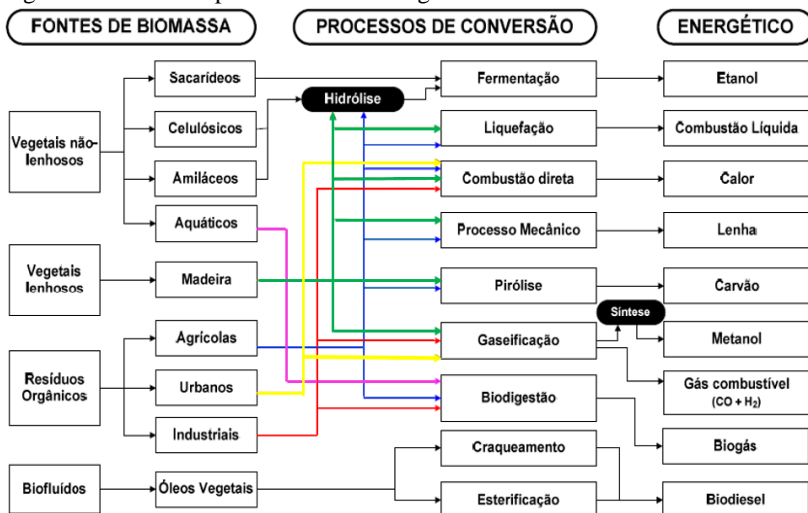 FONTES DE BIOMASSA
PROCESSOS DE CONVERSÃO
ENERGÉTICO
Sacarídeos
Fermentação
Etanol
Hidrólise
Vegetais não-
lenhosos
Celulósicos
Liquefação
Combustão Líquida
Amiláceos
Combustão direta
Calor
Aquáticos
Processo Mecânico
Lenha
Vegetais
lenhosos
Madeira
Pirólise
Carvão
Síntese
Agrícolas
Gaseificação
Metanol
Resíduos
Orgânicos
Urbanos
Biodigestão
Gás combustível
(CO + H₂)
Industriais
Craqueamento
Biogás
Biofluídos
Óleos Vegetais
Esterificação
Biodiesel